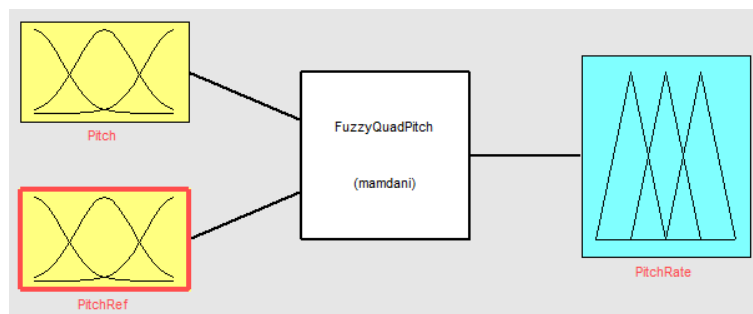 Pitch
FuzzyQuadPitch
(mamdani)
PitchRef
PitchRate